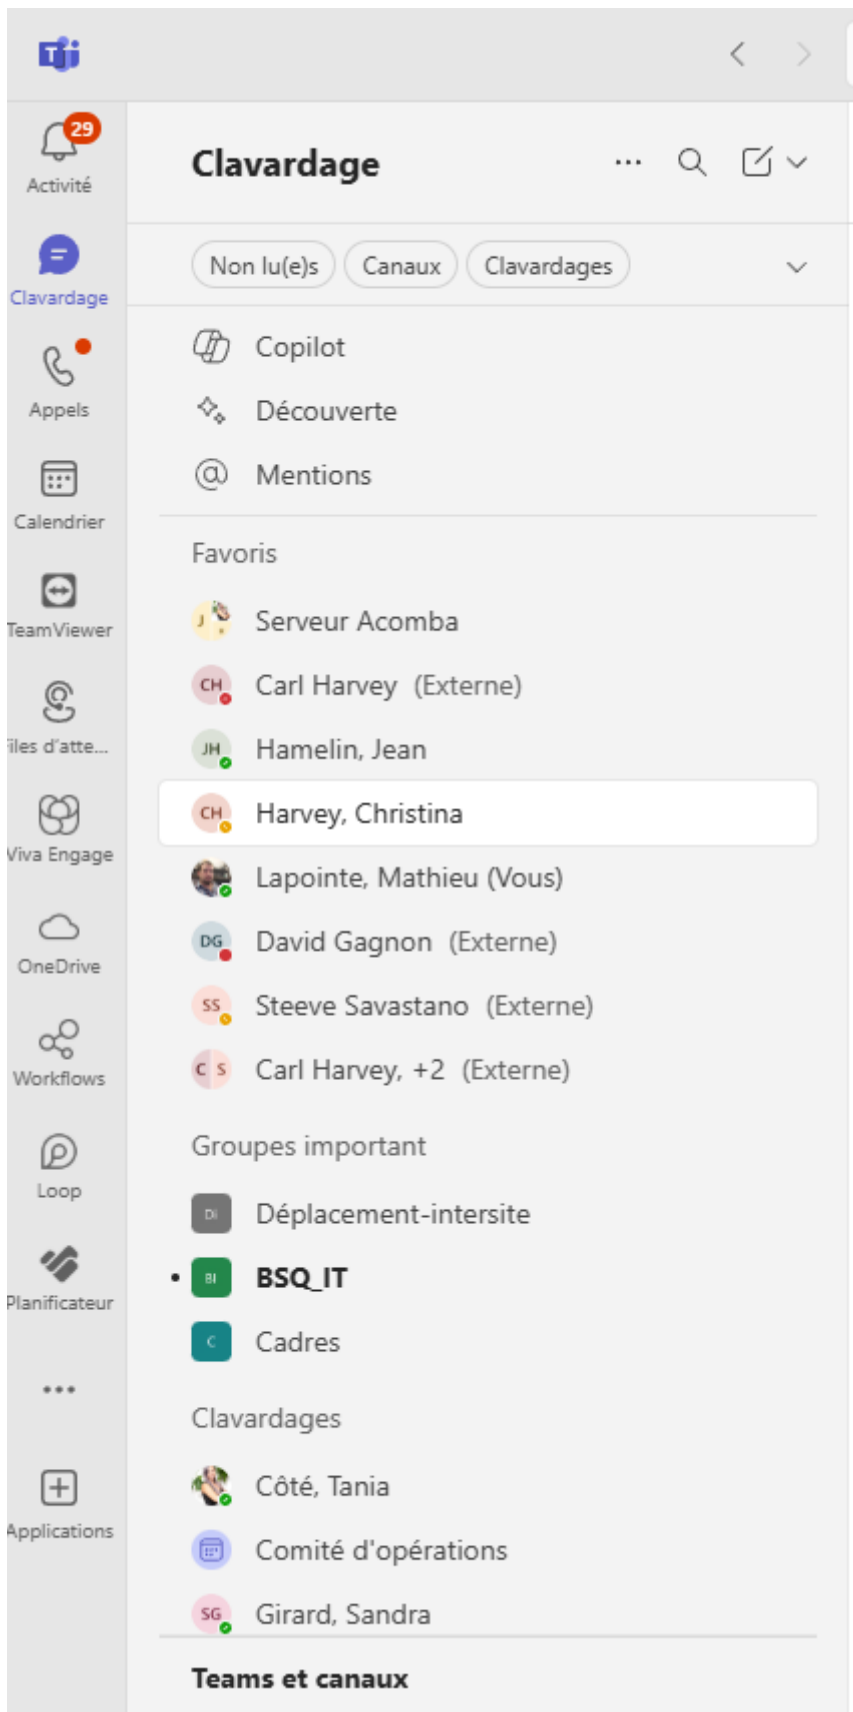 29
Activité
Clavardage
Appels
Calendrier
TeamViewer
iles d'atte...
Viva Engage
OneDrive
Workflows
Loop
Planificateur
Applications
Clavardage
Non lu(e)s Canaux Clavardages
Copilot
Découverte
@ Mentions
Favoris
J Serveur Acomba
CH Carl Harvey (Externe)
JH Hamelin, Jean
CH Harvey, Christina
Lapointe, Mathieu (Vous)
DG David Gagnon (Externe)
SS Steeve Savastano (Externe)
C S Carl Harvey, +2 (Externe)
Groupes important
DI Déplacement-intersite
• BI BSQ_IT
C Cadres
Clavardages
Côté, Tania
Comité d'opérations
SG Girard, Sandra
Teams et canaux